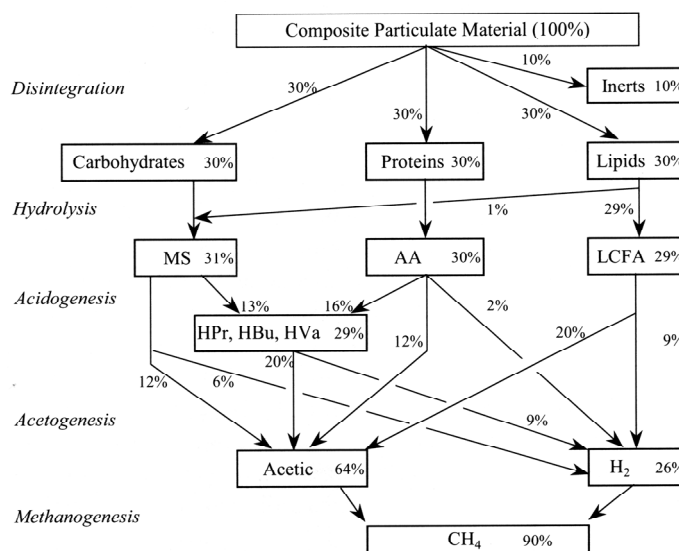 Composite Particulate Material (100%)
10%
Disintegration
30%
Inerts 10%
30%
30%
Carbohydrates 30%
Proteins 30%
Lipids 30%
Hydrolysis
1%
29%
MS 31%
AA 30%
LCFA 29%
Acidogenesis
13%
16%
2%
HPr, HBu, HVa 29%
12%
20%
9%
20%
12%
6%
Acetogenesis
9%
Acetic 64%
H₂ 26%
Methanogenesis
CH₄ 90%